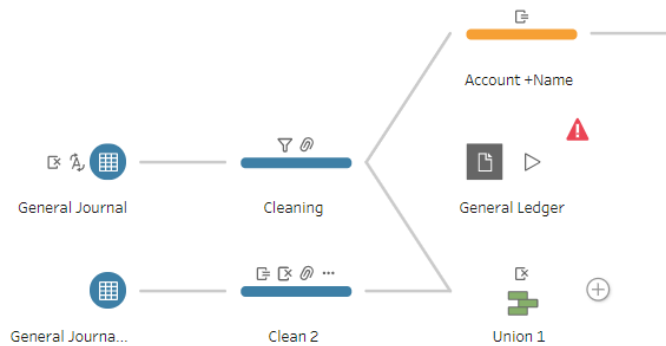 Account +Name
General Journal
Cleaning
General Ledger
General Journa...
Clean 2
Union 1